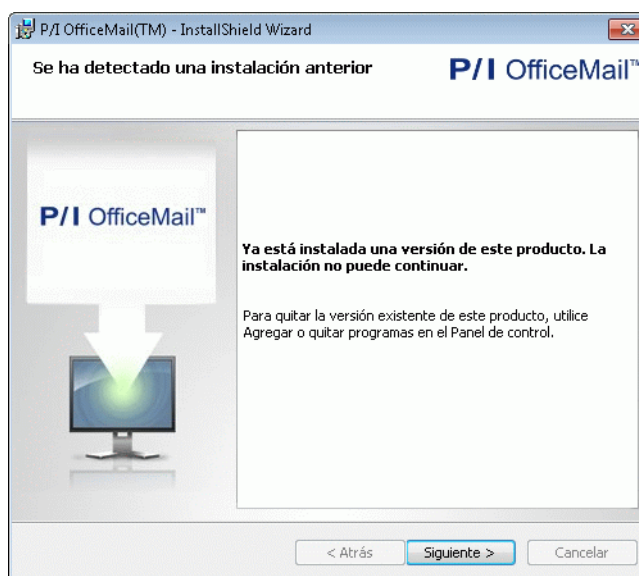 P/I OfficeMail(TM) - InstallShield Wizard
Se ha detectado una instalación anterior
P/I OfficeMail™
P/I OfficeMail™
Ya está instalada una versión de este producto. La
instalación no puede continuar.
Para quitar la versión existente de este producto, utilice
Agregar o quitar programas en el Panel de control.
< Atrás
Siguiente >
Cancelar